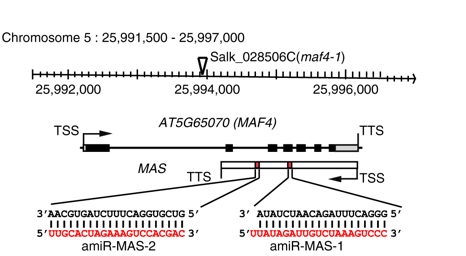 Chromosome 5 : 25,991,500 - 25,997,000
Salk_028506C(maf4-1)
25,992,000 25,994,000 25,996,000
TSS AT5G65070 (MAF4) TTS
MAS TTS TSS
3'AACGUGAUCUUUCAGGUGCUG 5' 3' AUAUCUAACAGAUUUCAGGG 5'
5'UUGCACUAGAAAGUCCACGAC 3' 5'UUAUAGAUUGUCUAAAGUCCC 3'
amiR-MAS-2 amiR-MAS-1